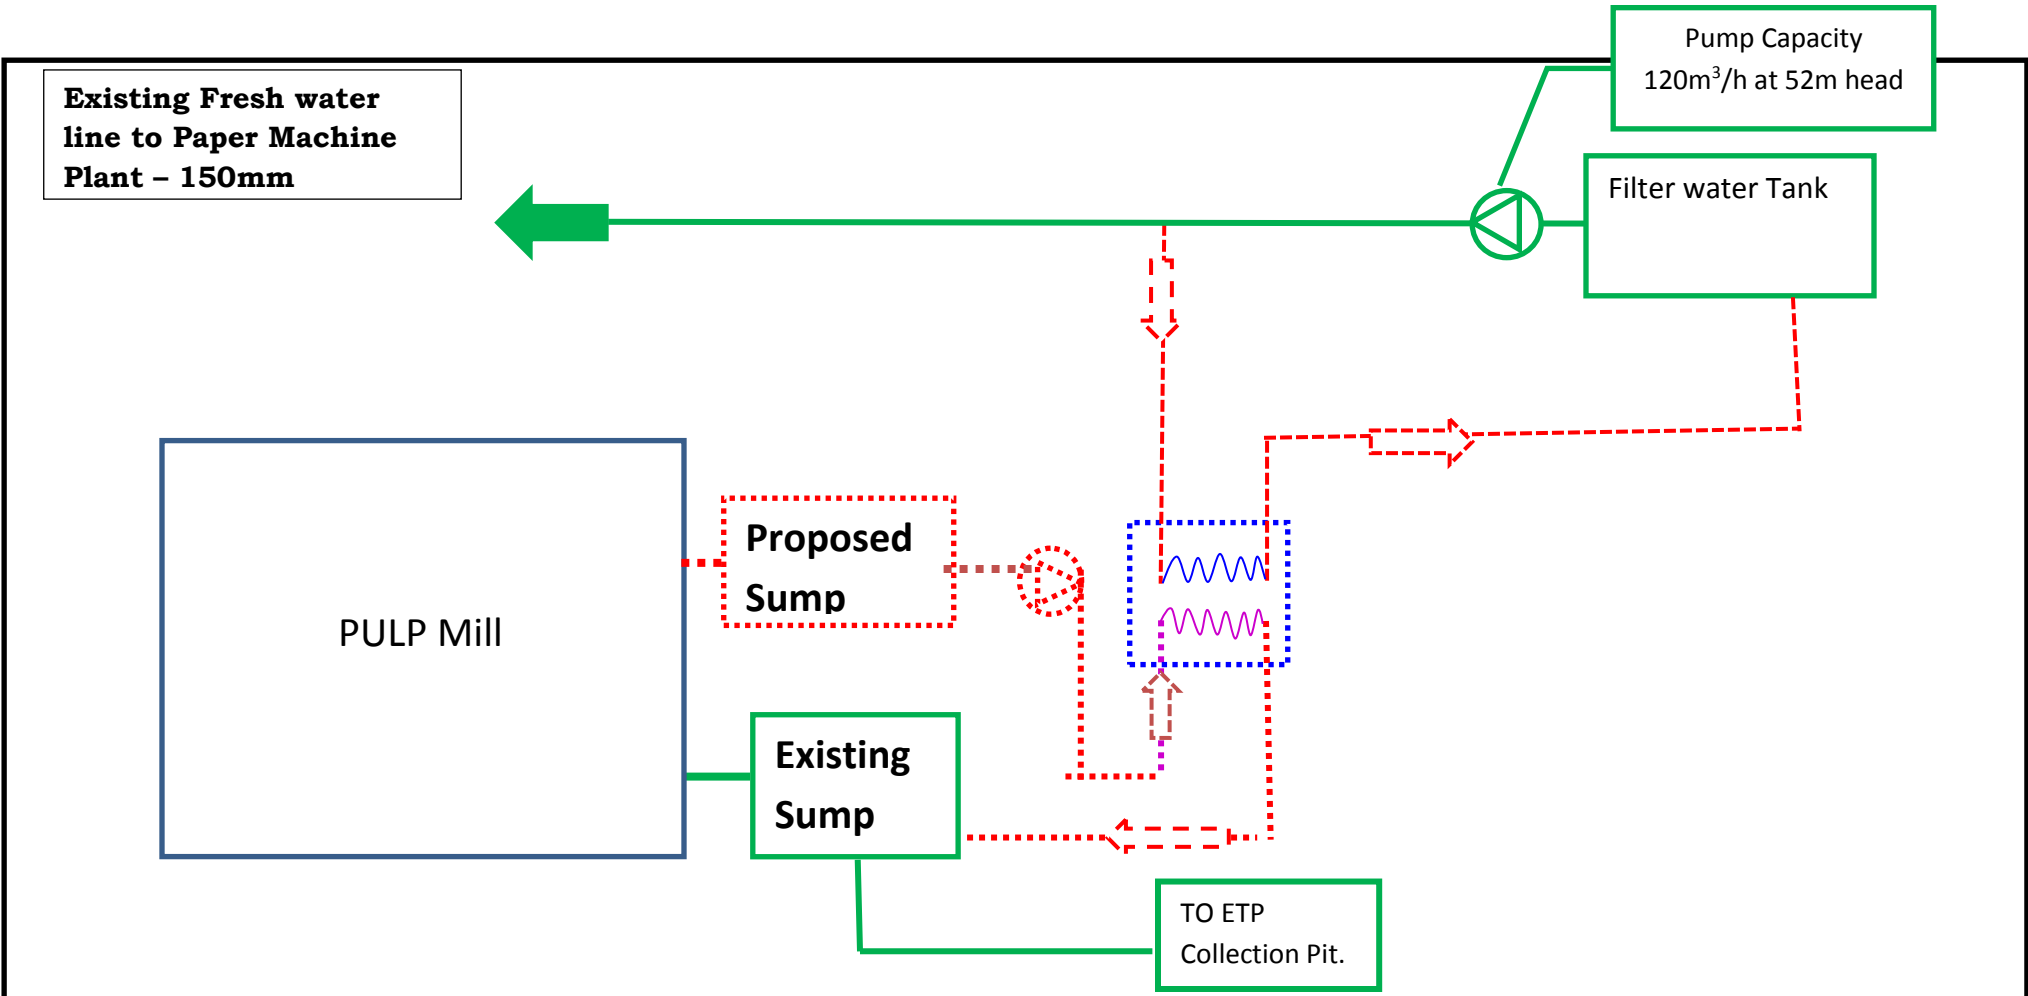 Pump Capacity
120m³/h at 52m head
Existing Fresh water
line to Paper Machine
Plant – 150mm
Filter water Tank
Proposed
Sump
PULP Mill
Existing
Sump
TO ETP
Collection Pit.